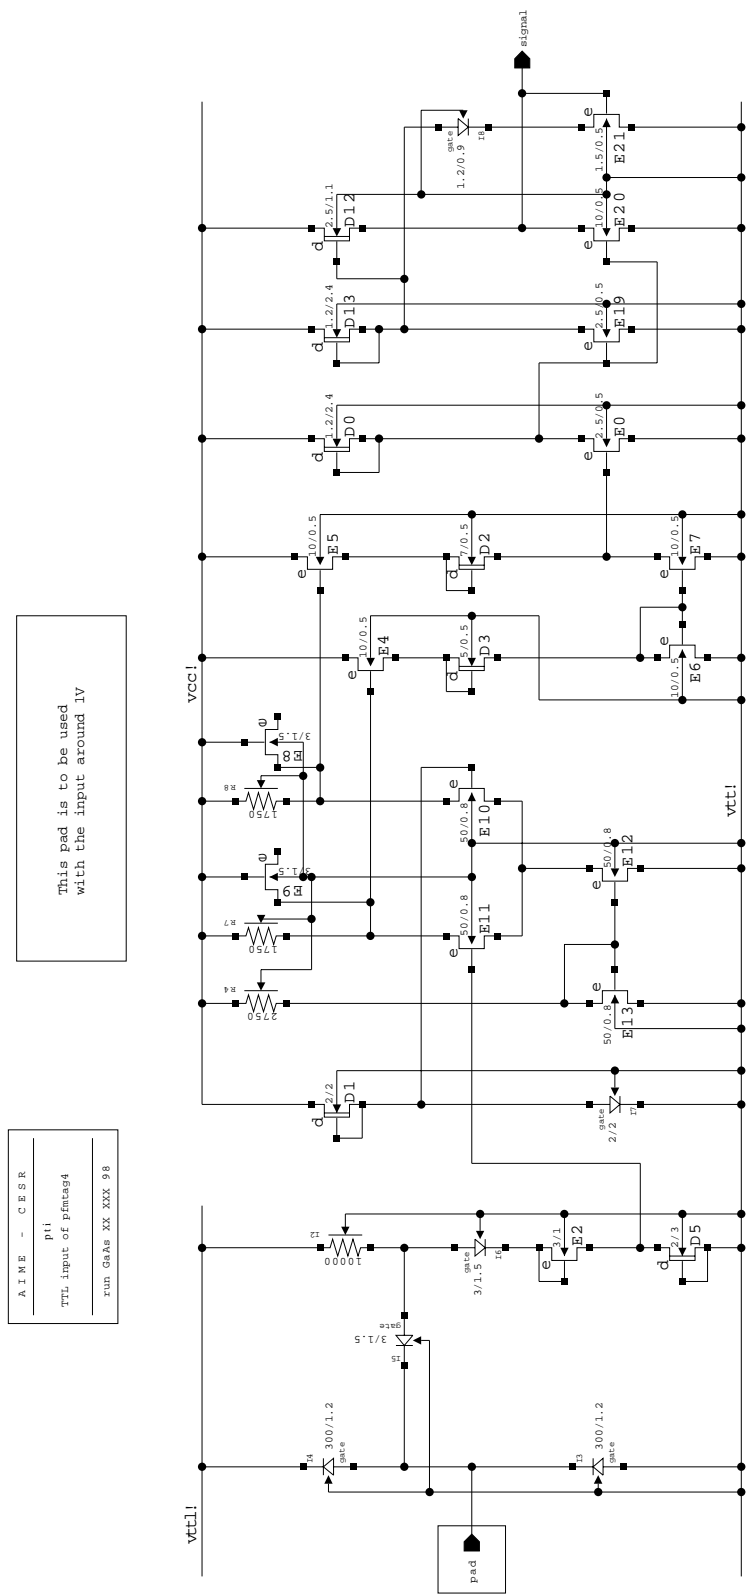 signal
e
1.5/0.5
E21
gate
I8
1.2/0.9
2.5/1.1
D12
d
10/0.5
E20
e
1.2/2.4
D13
d
2.5/0.5
E19
e
1.2/2.4
D0
d
2.5/0.5
E0
e
10/0.5
E5
e
7/0.5
D2
d
10/0.5
E7
e
10/0.5
E4
e
5/0.5
D3
d
10/0.5
E6
e
This pad is to be used
with the input around 1V
vcc!
vtt!
e
3/1.5
E8
R8
1750
e
3/1.5
E9
R7
1750
R4
2750
e
50/0.8
E10
50/0.8
E11
e
50/0.8
E12
e
e
50/0.8
E13
2/2
D1
d
gate
2/2
I7
A I M E - C E S R
pti
TTL input of pfmtag4
run GaAs XX XXX 98
I2
10000
gate
3/1.5
I6
3/1
E2
e
2/3
D5
d
gate
3/1.5
I5
300/1.2
I4
gate
300/1.2
I3
gate
vttl!
pad